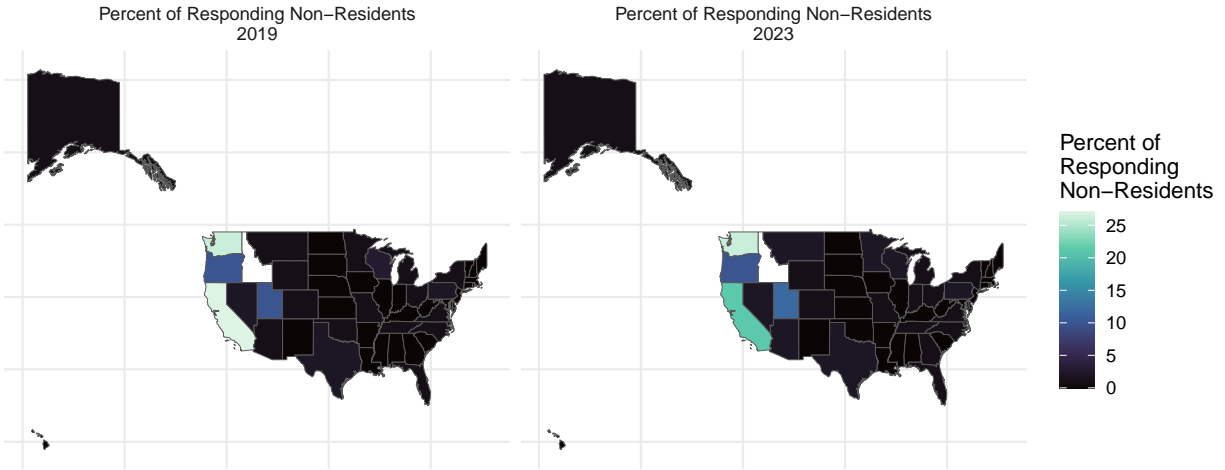 Percent of Responding Non−Residents
2019
Percent of Responding Non−Residents
2023
Percent of
Responding
Non−Residents
25
20
15
10
5
0